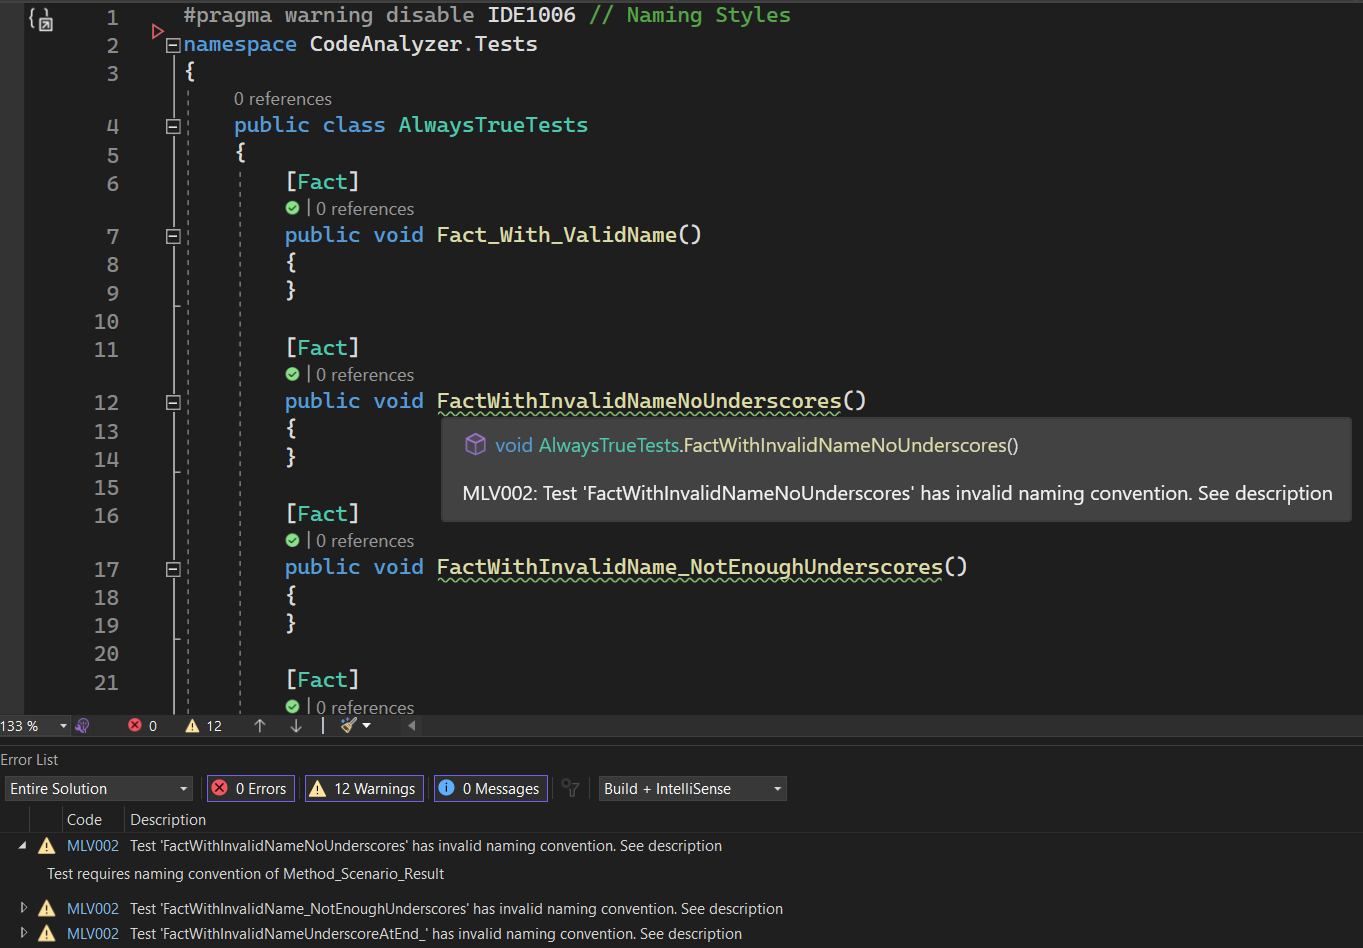 1 #pragma warning disable IDE1006 // Naming Styles
2 namespace CodeAnalyzer.Tests
3 {
0 references
4 public class AlwaysTrueTests
5 {
6 [Fact]
| 0 references
7 public void Fact_With_ValidName()
8 {
9 }
10
11 [Fact]
| 0 references
12 public void FactWithInvalidNameNoUnderscores()
13 {
void AlwaysTrueTests.FactWithInvalidNameNoUnderscores()
14 }
15
MLV002: Test 'FactWithInvalidNameNoUnderscores' has invalid naming convention. See description
16 [Fact]
| 0 references
17 public void FactWithInvalidName_NotEnoughUnderscores()
18 {
19 }
20
21 [Fact]
| 0 references
133 % 0 12
Error List
Entire Solution 0 Errors 12 Warnings 0 Messages Build + IntelliSense
Code Description
MLV002 Test 'FactWithInvalidNameNoUnderscores' has invalid naming convention. See description
Test requires naming convention of Method_Scenario_Result
MLV002 Test 'FactWithInvalidName_NotEnoughUnderscores' has invalid naming convention. See description
MLV002 Test 'FactWithInvalidNameUnderscoreAtEnd_' has invalid naming convention. See description